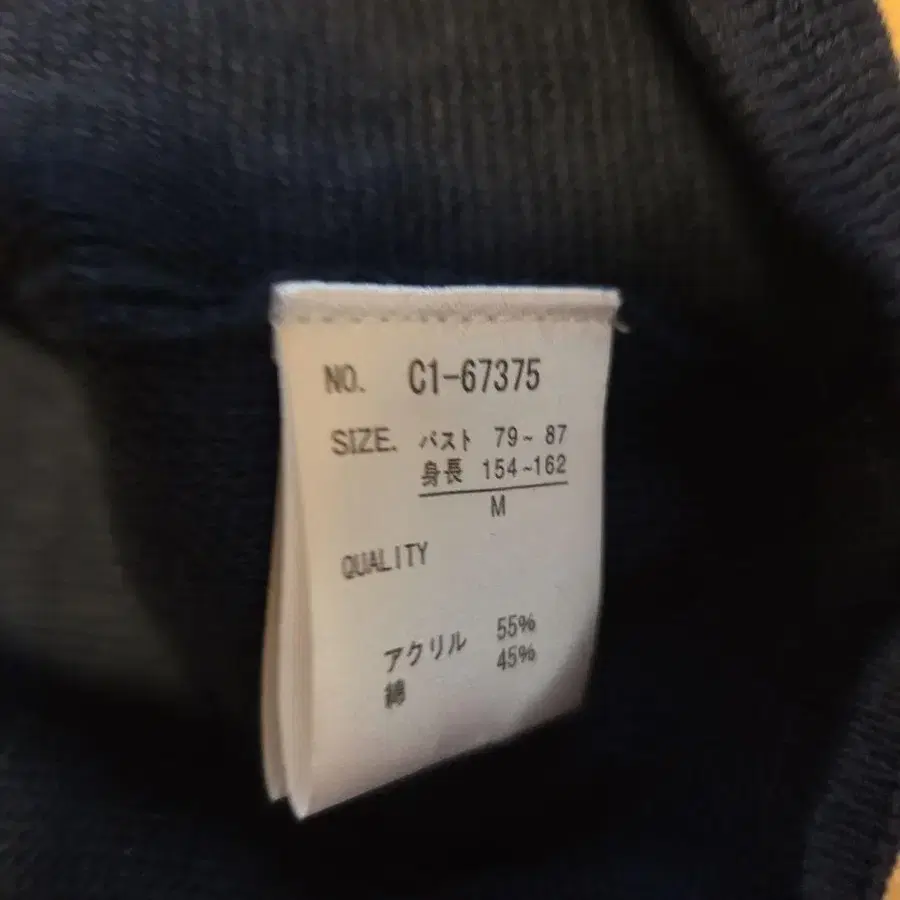 NO. C1-67375
SIZE. バスト 79~ 87
身長 154~162
M
QUALITY
アクリル 55%
綿 45%